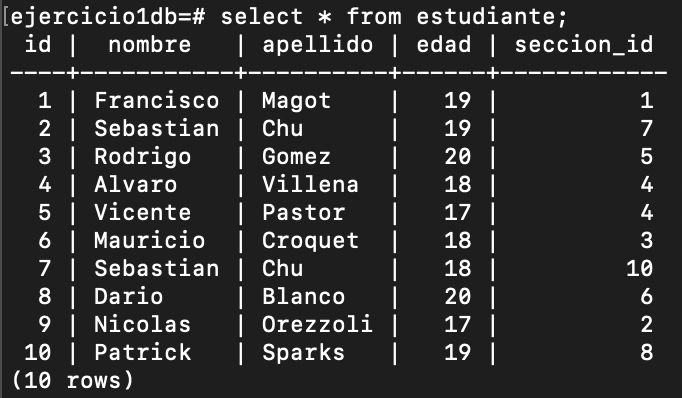 [ejercicio1db=# select * from estudiante;
 id |  nombre   | apellido | edad | seccion_id
----+-----------+----------+------+------------
  1 | Francisco | Magot    |   19 |          1
  2 | Sebastian | Chu      |   19 |          7
  3 | Rodrigo   | Gomez    |   20 |          5
  4 | Alvaro    | Villena  |   18 |          4
  5 | Vicente   | Pastor   |   17 |          4
  6 | Mauricio  | Croquet  |   18 |          3
  7 | Sebastian | Chu      |   18 |         10
  8 | Dario     | Blanco   |   20 |          6
  9 | Nicolas   | Orezzoli |   17 |          2
 10 | Patrick   | Sparks   |   19 |          8
(10 rows)